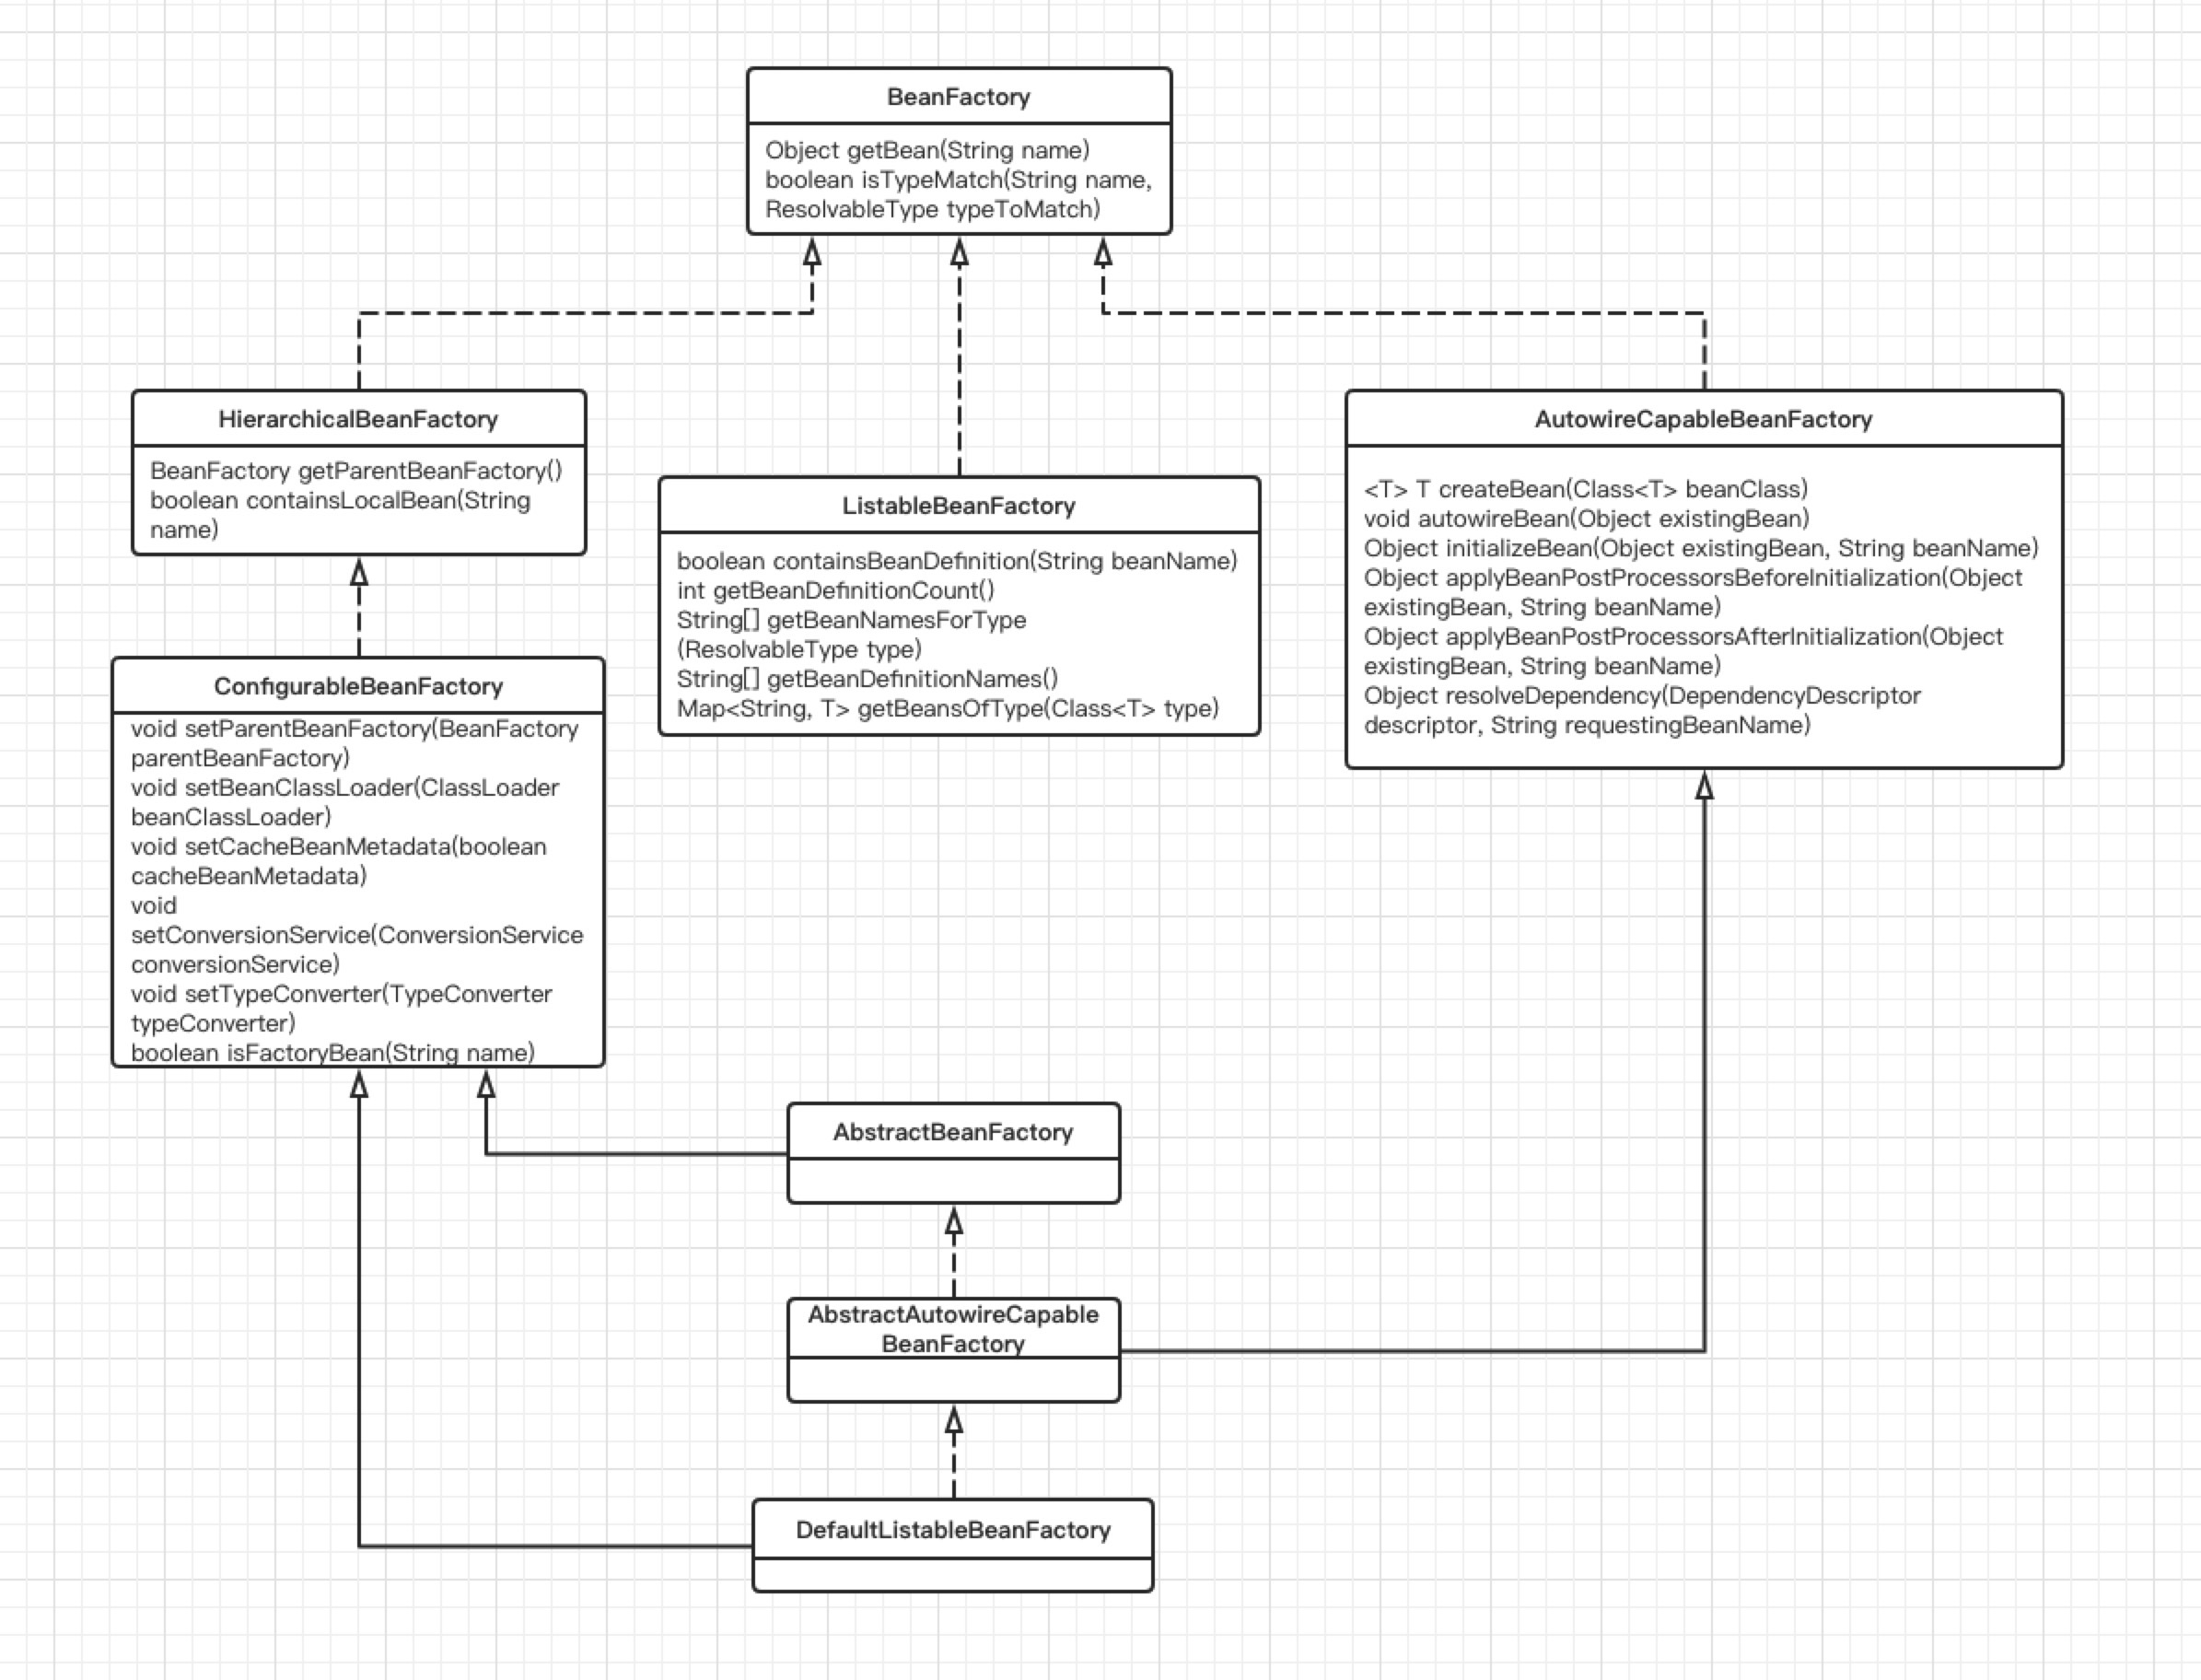 BeanFactory
Object getBean(String name)
boolean isTypeMatch(String name,
ResolvableType typeToMatch)
HierarchicalBeanFactory
BeanFactory getParentBeanFactory()
boolean containsLocalBean(String
name)
ListableBeanFactory
boolean containsBeanDefinition(String beanName)
int getBeanDefinitionCount()
String[] getBeanNamesForType
(ResolvableType type)
String[] getBeanDefinitionNames()
Map<String, T> getBeansOfType(Class<T> type)
AutowireCapableBeanFactory
<T> T createBean(Class<T> beanClass)
void autowireBean(Object existingBean)
Object initializeBean(Object existingBean, String beanName)
Object applyBeanPostProcessorsBeforeInitialization(Object
existingBean, String beanName)
Object applyBeanPostProcessorsAfterInitialization(Object
existingBean, String beanName)
Object resolveDependency(DependencyDescriptor
descriptor, String requestingBeanName)
ConfigurableBeanFactory
void setParentBeanFactory(BeanFactory
parentBeanFactory)
void setBeanClassLoader(ClassLoader
beanClassLoader)
void setCacheBeanMetadata(boolean
cacheBeanMetadata)
void
setConversionService(ConversionService
conversionService)
void setTypeConverter(TypeConverter
typeConverter)
boolean isFactoryBean(String name)
AbstractBeanFactory
AbstractAutowireCapable
BeanFactory
DefaultListableBeanFactory